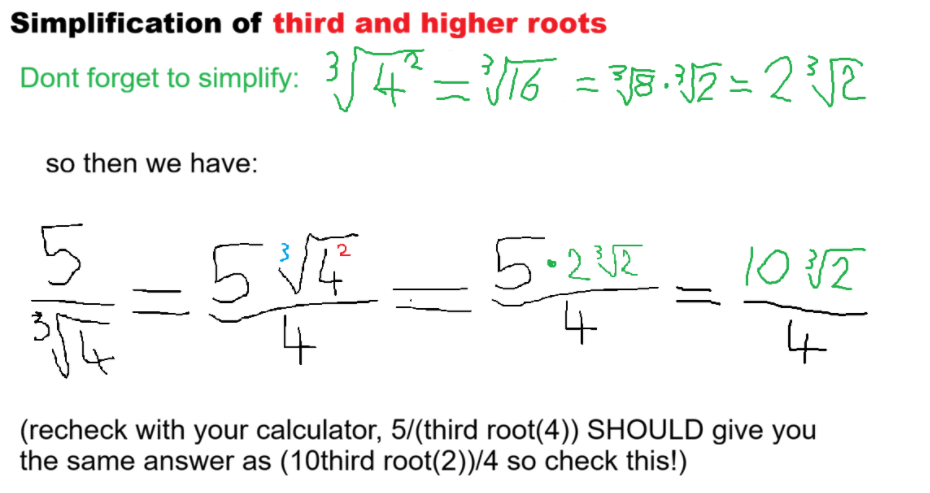 Simplification of third and higher roots
Dont forget to simplify: ∛4² = ∛16 = ∛8 · ∛2 = 2 ∛2
so then we have:
5/∛4 = 5 ∛4²/4 = 5 · 2 ∛2/4 = 10 ∛2/4
(recheck with your calculator, 5/(third root(4)) SHOULD give you
the same answer as (10third root(2))/4 so check this!)